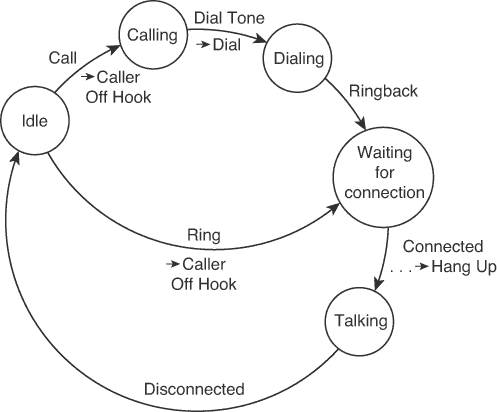 Dial Tone
Calling
→ Dial
Call
Dialing
→ Caller
Off Hook
Ringback
Idle
Waiting
for
connection
Ring
→ Caller
Off Hook
Connected
. . . → Hang Up
Talking
Disconnected